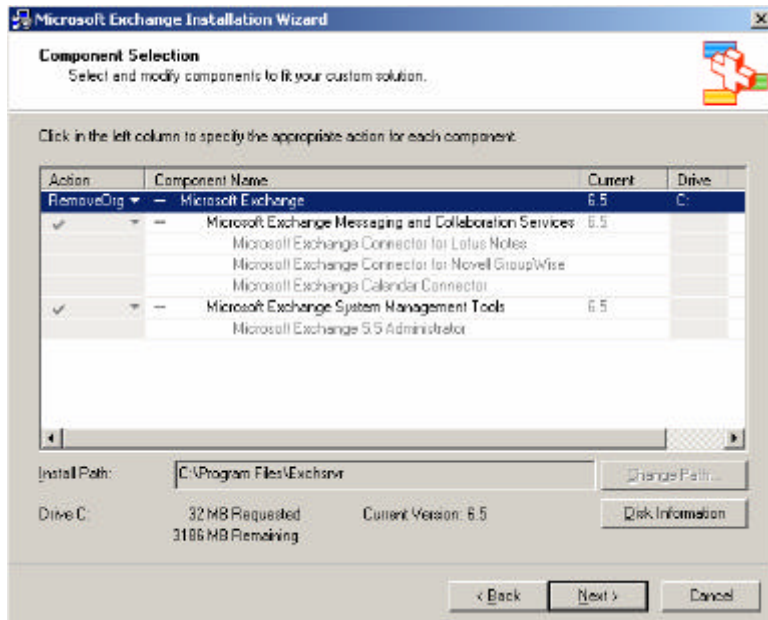 Microsoft Exchange Installation Wizard
Component Selection
Select and modify components to fit your custom solution.
Click in the left column to specify the appropriate action for each component.
Action Component Name Current Drive
RemoveOrg Microsoft Exchange 6.5 C:
Microsoft Exchange Messaging and Collaboration Services 6.5
Microsoft Exchange Connector for Lotus Notes
Microsoft Exchange Connector for Novell GroupWise
Microsoft Exchange Calendar Connector
Microsoft Exchange System Management Tools 6.5
Microsoft Exchange 5.5 Administrator
Install Path: C:\Program Files\Exchsrvr Change Path...
Drive C: 32 MB Requested Current Version: 6.5 Disk Information
3186 MB Remaining
< Back Next > Cancel